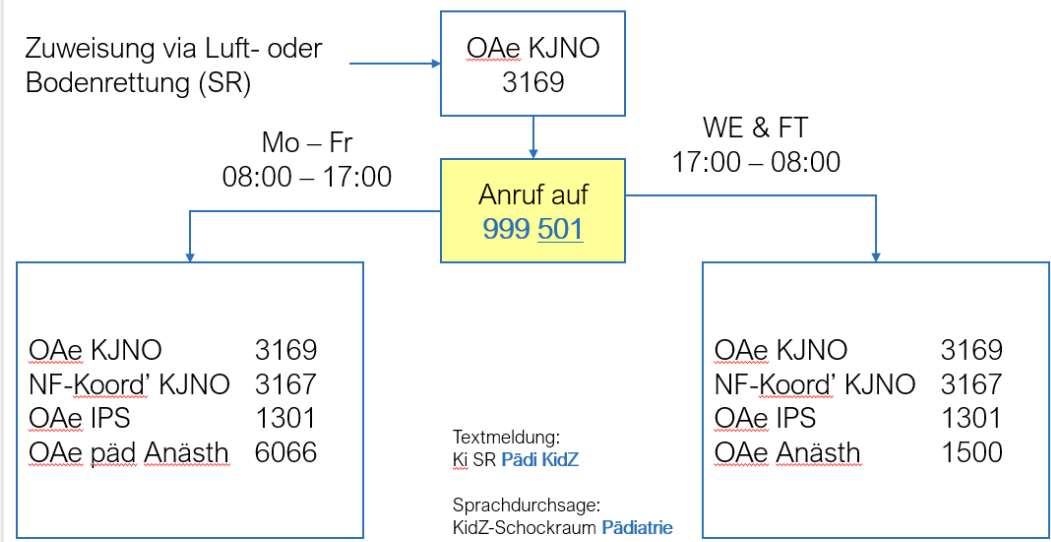 Zuweisung via Luft- oder
Bodenrettung (SR)
OAe KJNO
3169
Mo – Fr
08:00 – 17:00
WE & FT
17:00 – 08:00
Anruf auf
999 501
OAe KJNO 3169
NF-Koord’ KJNO 3167
OAe IPS 1301
OAe päd Anästh 6066
Textmeldung:
Ki SR Pädi KidZ
Sprachdurchsage:
KidZ-Schockraum Pädiatrie
OAe KJNO 3169
NF-Koord’ KJNO 3167
OAe IPS 1301
OAe Anästh 1500